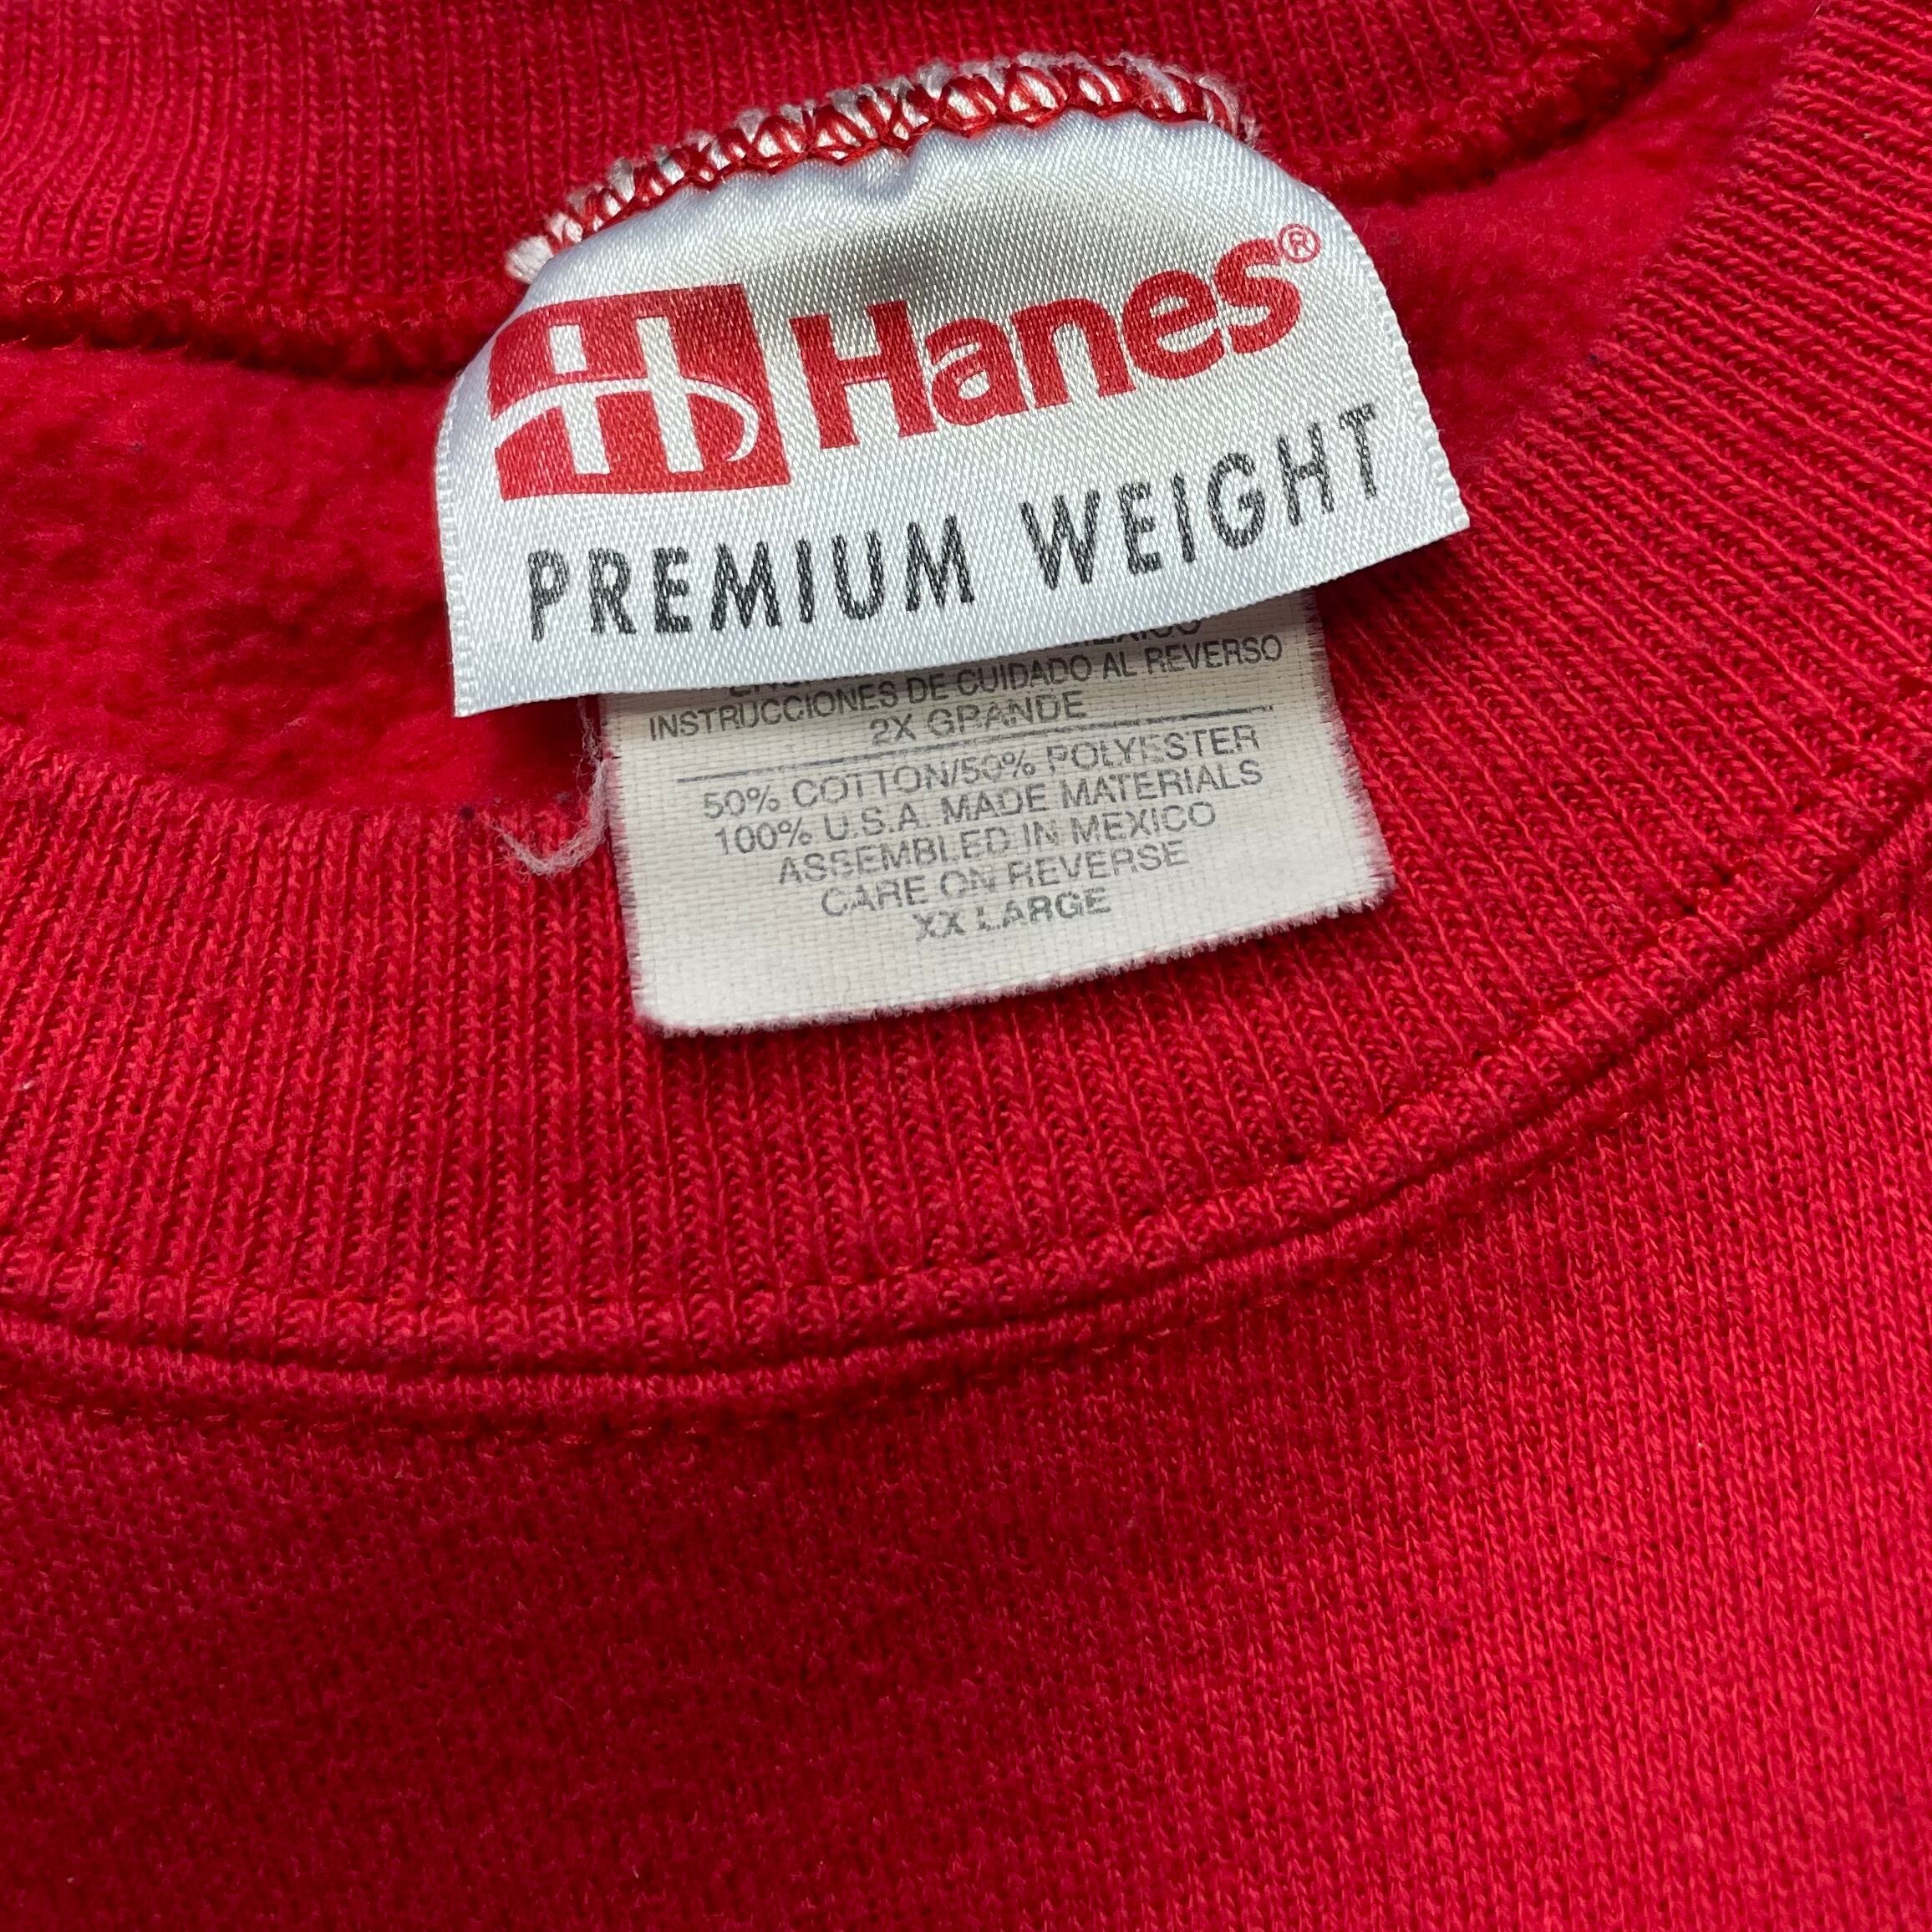 Hanes®
PREMIUM WEIGHT
INSTRUCCIONES DE CUIDADO AL REVERSO
2X GRANDE
50% COTTON/50% POLYESTER
100% U.S.A. MADE MATERIALS
ASSEMBLED IN MEXICO
CARE ON REVERSE
XX LARGE